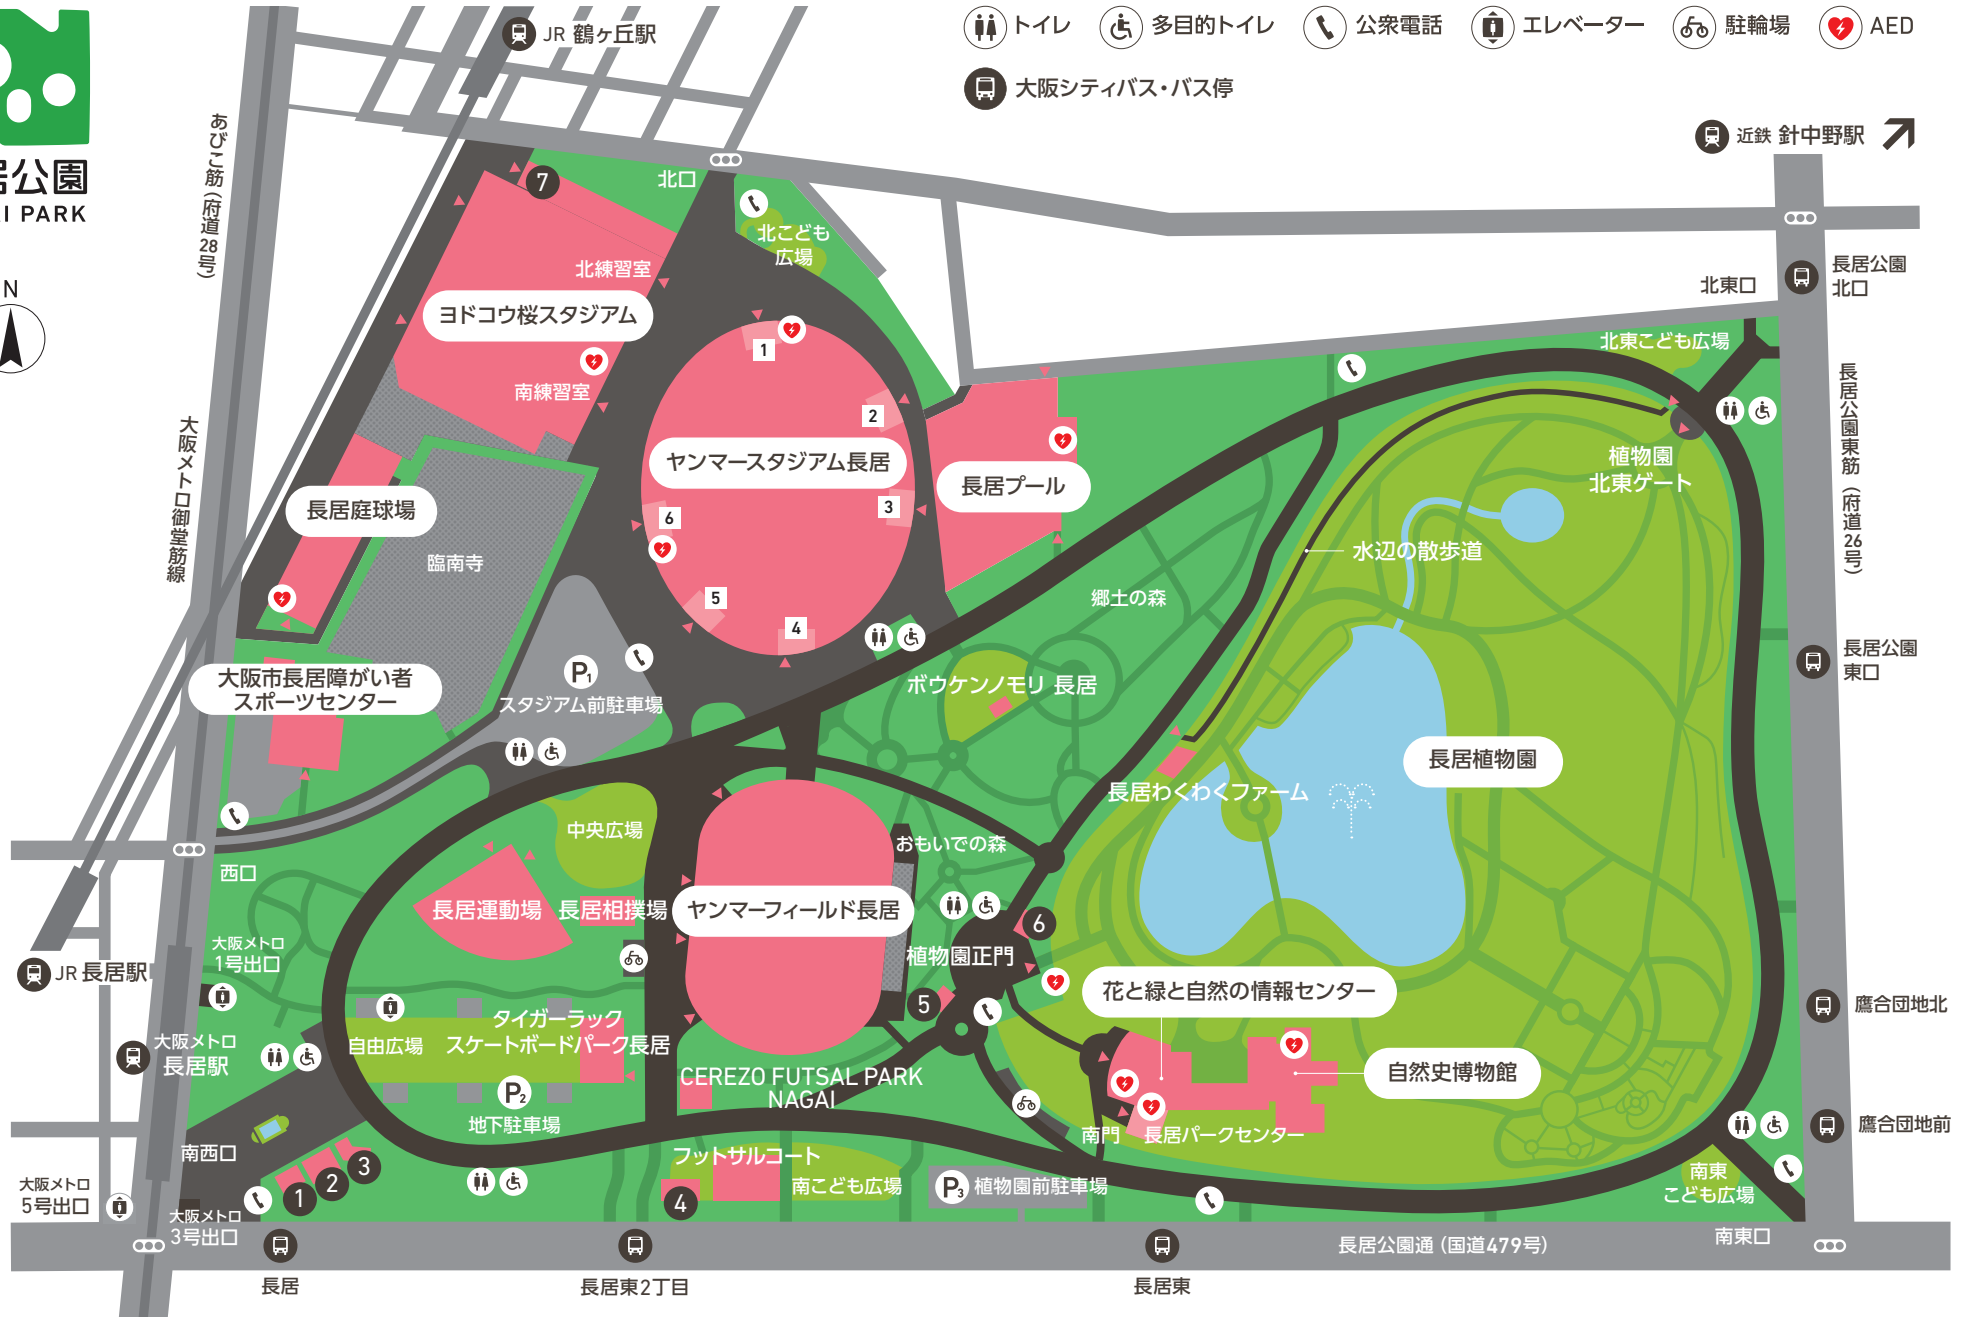 トイレ
多目的トイレ
公衆電話
エレベーター
駐輪場
AED
大阪シティバス・バス停
JR 鶴ヶ丘駅
近鉄 針中野駅
公園
PARK
N
あびこ筋（府道28号）
大阪メトロ御堂筋線
北口
7
北こども
広場
北練習室
ヨドコウ桜スタジアム
南練習室
1
2
ヤンマースタジアム長居
3
6
5
4
長居プール
長居庭球場
臨南寺
大阪市長居障がい者
スポーツセンター
P1
スタジアム前駐車場
北東口
長居公園
北口
北東こども広場
長居公園東筋（府道26号）
植物園
北東ゲート
水辺の散歩道
郷土の森
長居公園
東口
ボウケンノモリ 長居
長居植物園
長居わくわくファーム
中央広場
おもいでの森
西口
長居運動場
長居相撲場
ヤンマーフィールド長居
6
植物園正門
大阪メトロ
1号出口
JR 長居駅
5
花と緑と自然の情報センター
鷹合団地北
タイガーラック
スケートボードパーク長居
自由広場
大阪メトロ
長居駅
自然史博物館
CEREZO FUTSAL PARK
NAGAI
P2
地下駐車場
南門
長居パークセンター
鷹合団地前
南西口
フットサルコート
3
2
1
4
南こども広場
P3
植物園前駐車場
南東
こども広場
大阪メトロ
5号出口
大阪メトロ
3号出口
長居公園通（国道479号）
南東口
長居
長居東2丁目
長居東